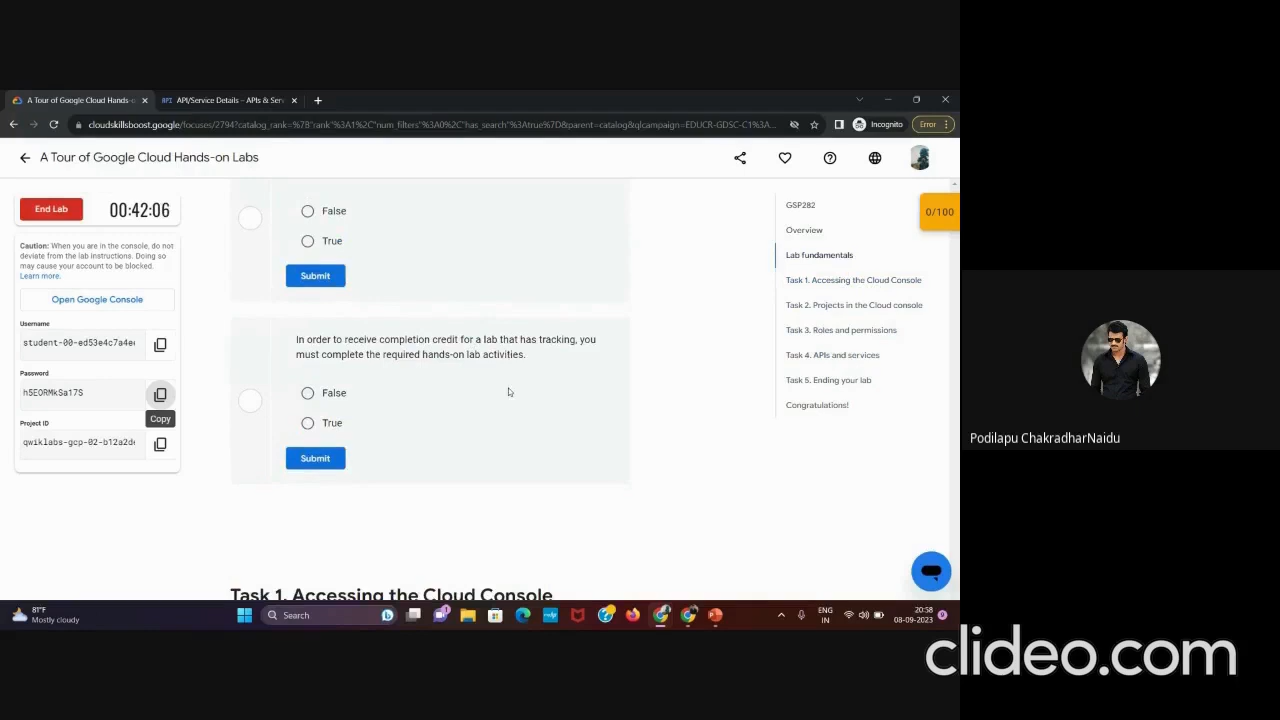 A Tour of Google Cloud Hands-o
API/Service Details – APIs & Ser
cloudskillsboost.google/focuses/2794?catalog_rank=%7B"rank"%3A1%2C"num_filters"%3A0%2C"has_search"%3Atrue%7D&parent=catalog&qlcampaign=EDUCR-GDSC-C1%3A...
Incognito
Error
A Tour of Google Cloud Hands-on Labs
End Lab
00:42:06
Caution: When you are in the console, do not
deviate from the lab instructions. Doing so
may cause your account to be blocked.
Learn more.
Open Google Console
Username
student-00-ed53e4c7a4e
Password
h5EORMkSa17S
Copy
Project ID
qwiklabs-gcp-02-b12a2d
False
True
Submit
In order to receive completion credit for a lab that has tracking, you
must complete the required hands-on lab activities.
False
True
Submit
Task 1. Accessing the Cloud Console
GSP282
Overview
Lab fundamentals
Task 1. Accessing the Cloud Console
Task 2. Projects in the Cloud console
Task 3. Roles and permissions
Task 4. APIs and services
Task 5. Ending your lab
Congratulations!
0/100
81°F
Mostly cloudy
Search
ENG
IN
20:58
08-09-2023
Podilapu ChakradharNaidu
clideo.com